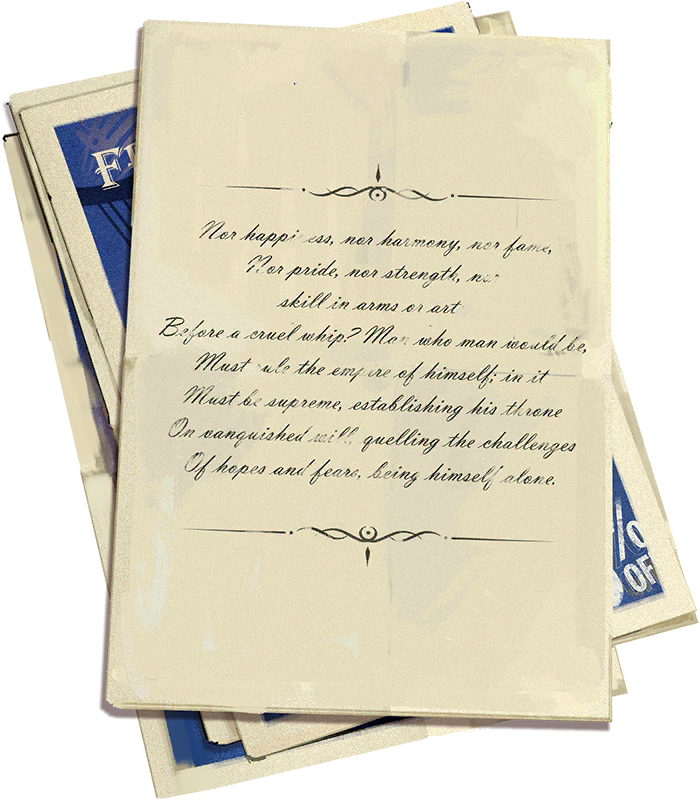 Nor happiness, nor harmony, nor fame,
Nor pride, nor strength, nor
skill in arms or art
Before a cruel whip? Man who man would be,
Must rule the empire of himself; in it
Must be supreme, establishing his throne
On vanquished will, quelling the challenges
Of hopes and fears, being himself alone.
% OFF